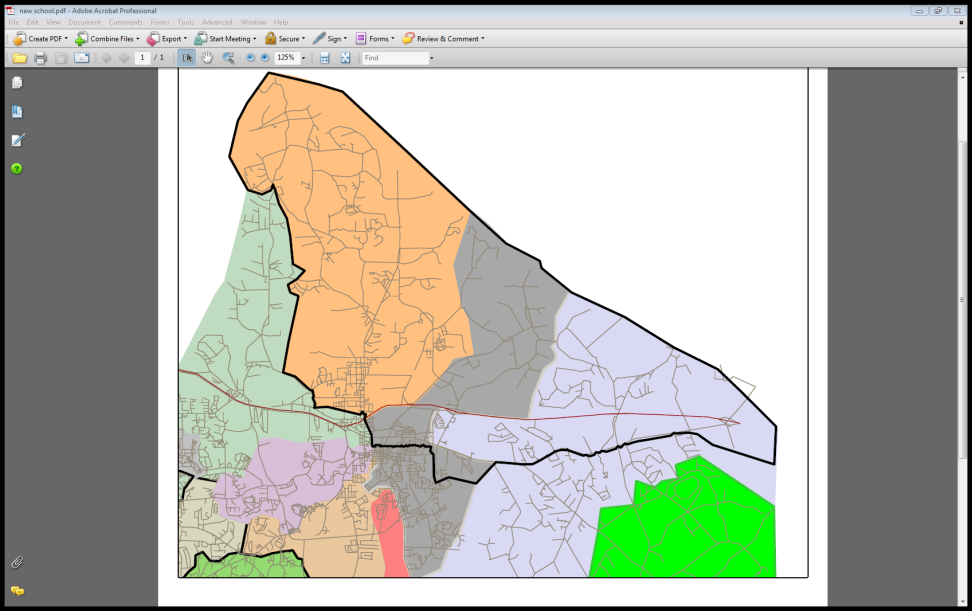 new school.pdf - Adobe Acrobat Professional
File Edit View Document Comments Forms Tools Advanced Window Help
Create PDF Combine Files Export Start Meeting Secure Sign Forms Review & Comment
1 / 1 125% Find